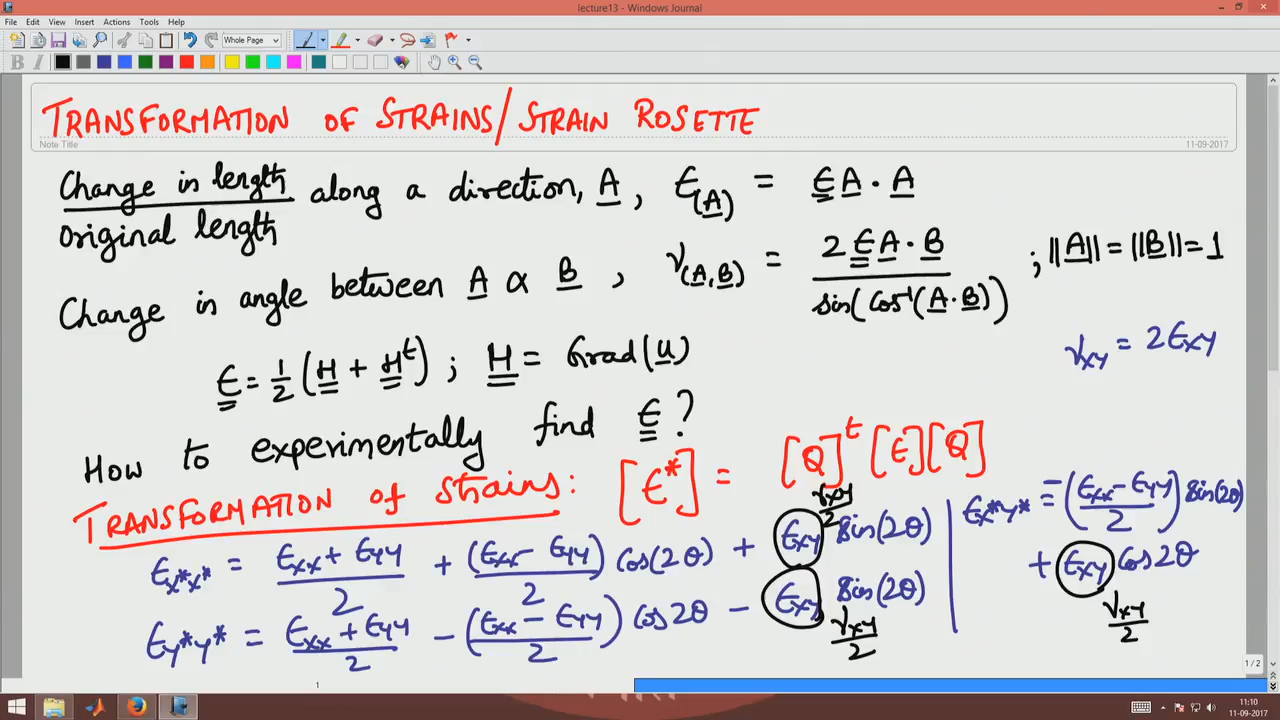 lecture13 - Windows Journal
File Edit View Insert Actions Tools Help
Whole Page
B I
TRANSFORMATION OF STRAINS/STRAIN ROSETTE
Note Title
11-09-2017
Change in length / Original length along a direction, A, ϵ(A) = ϵA · A
Change in angle between A & B, γ(A,B) = 2ϵA · B / sin(cos⁻¹(A · B)) ; ||A|| = ||B|| = 1
γxy = 2ϵxy
ϵ = 1/2 (H + Hᵗ) ; H = Grad(u)
How to experimentally find ϵ?
TRANSFORMATION of strains: [ϵ*] = [Q]ᵗ[ϵ][Q]
ϵx*x* = (ϵxx + ϵyy)/2 + ((ϵxx - ϵyy)/2) cos(2θ) + ϵxy sin(2θ)
γxy/2
ϵy*y* = (ϵxx + ϵyy)/2 - ((ϵxx - ϵyy)/2) cos2θ - ϵxy sin(2θ)
γxy/2
ϵx*y* = -((ϵxx - ϵyy)/2) sin(2θ)
+ ϵxy cos2θ
γxy/2
1
1/2
11:10
11-09-2017